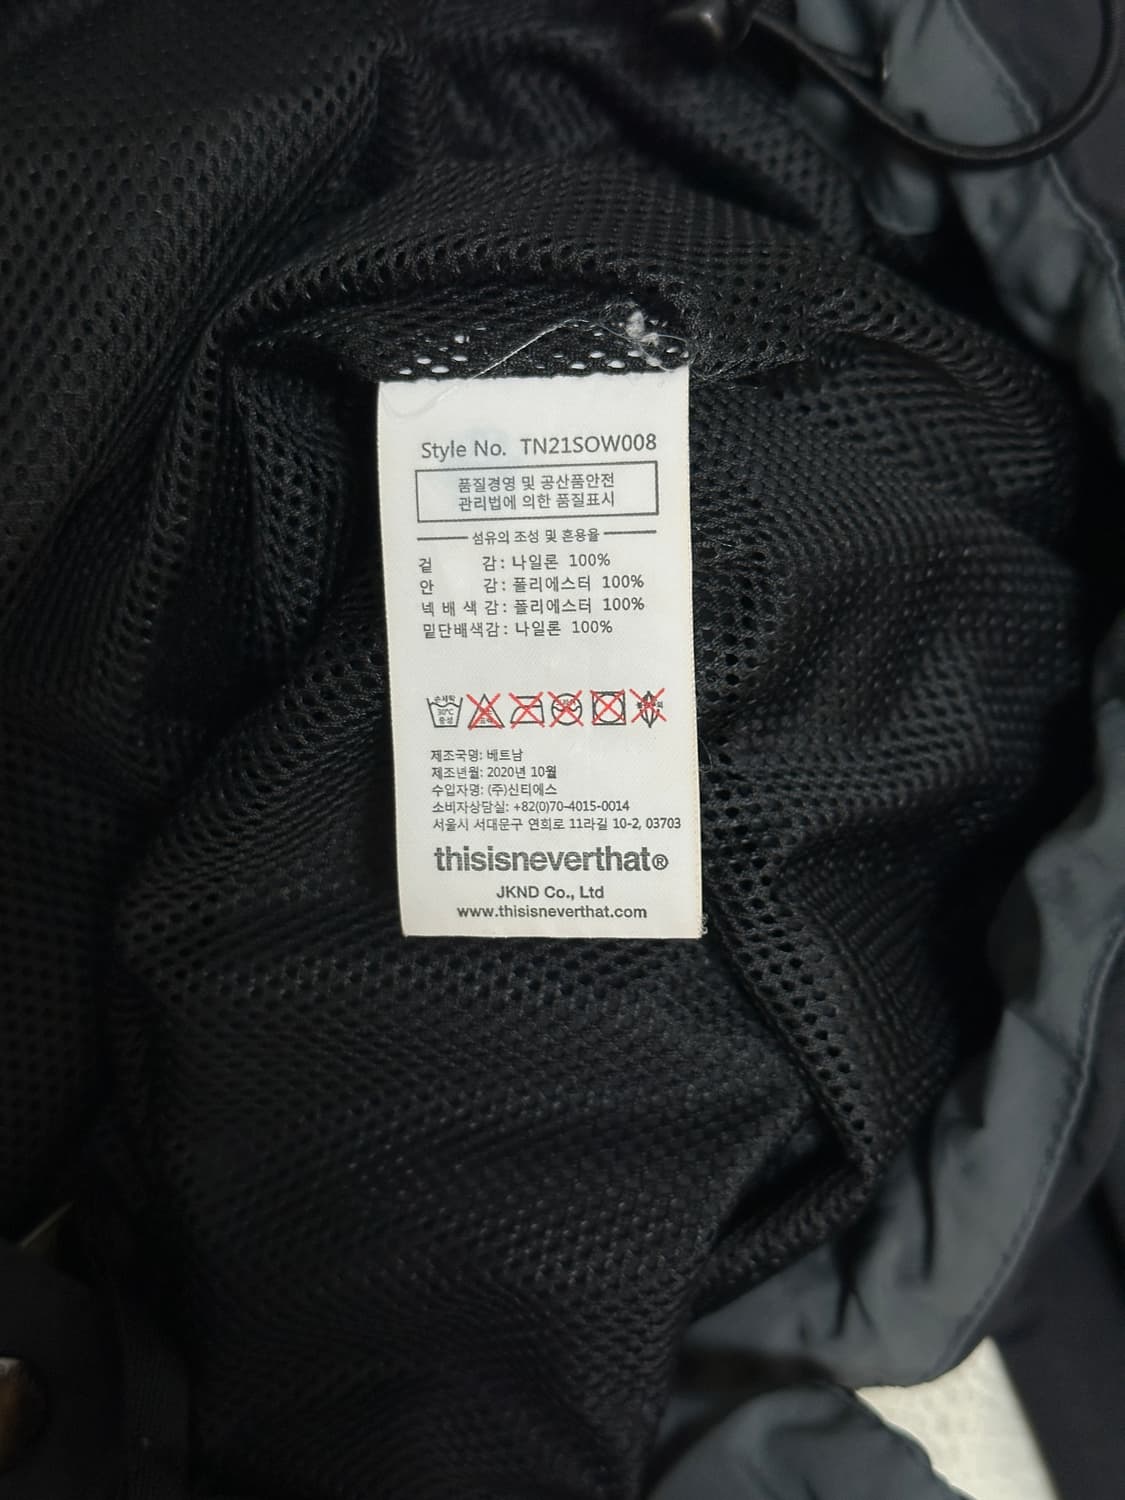 Style No. TN21SOW008
품질경영 및 공산품안전
관리법에 의한 품질표시
섬유의 조성 및 혼용율
겉 감: 나일론 100%
안 감: 폴리에스터 100%
넥 배 색 감: 폴리에스터 100%
밑단배색감: 나일론 100%
손세탁
30℃
중성
제조국명: 베트남
제조년월: 2020년 10월
수입자명: (주)신티에스
소비자상담실: +82(0)70-4015-0014
서울시 서대문구 연희로 11라길 10-2, 03703
thisisneverthat®
JKND Co., Ltd
www.thisisneverthat.com